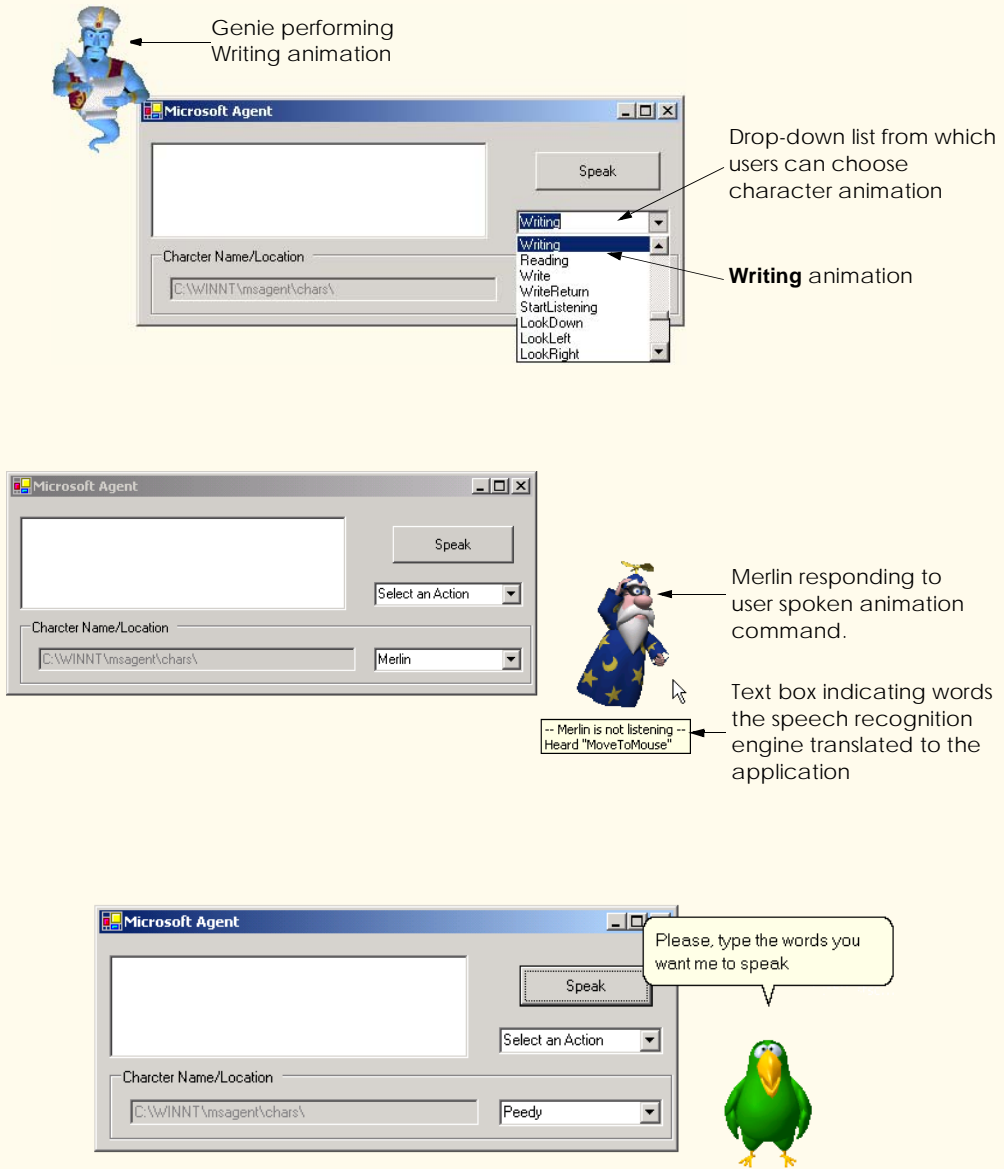 Genie performing
Writing animation
Microsoft Agent
Drop-down list from which
users can choose
character animation
Speak
Writing
Writing
Reading
Write
WriteReturn
StartListening
LookDown
LookLeft
LookRight
Writing animation
Charcter Name/Location
C:\WINNT\msagent\chars\
Microsoft Agent
Speak
Select an Action
Charcter Name/Location
C:\WINNT\msagent\chars\
Merlin
Merlin responding to
user spoken animation
command.
-- Merlin is not listening --
Heard "MoveToMouse"
Text box indicating words
the speech recognition
engine translated to the
application
Microsoft Agent
Please, type the words you
want me to speak
Speak
Select an Action
Charcter Name/Location
C:\WINNT\msagent\chars\
Peedy